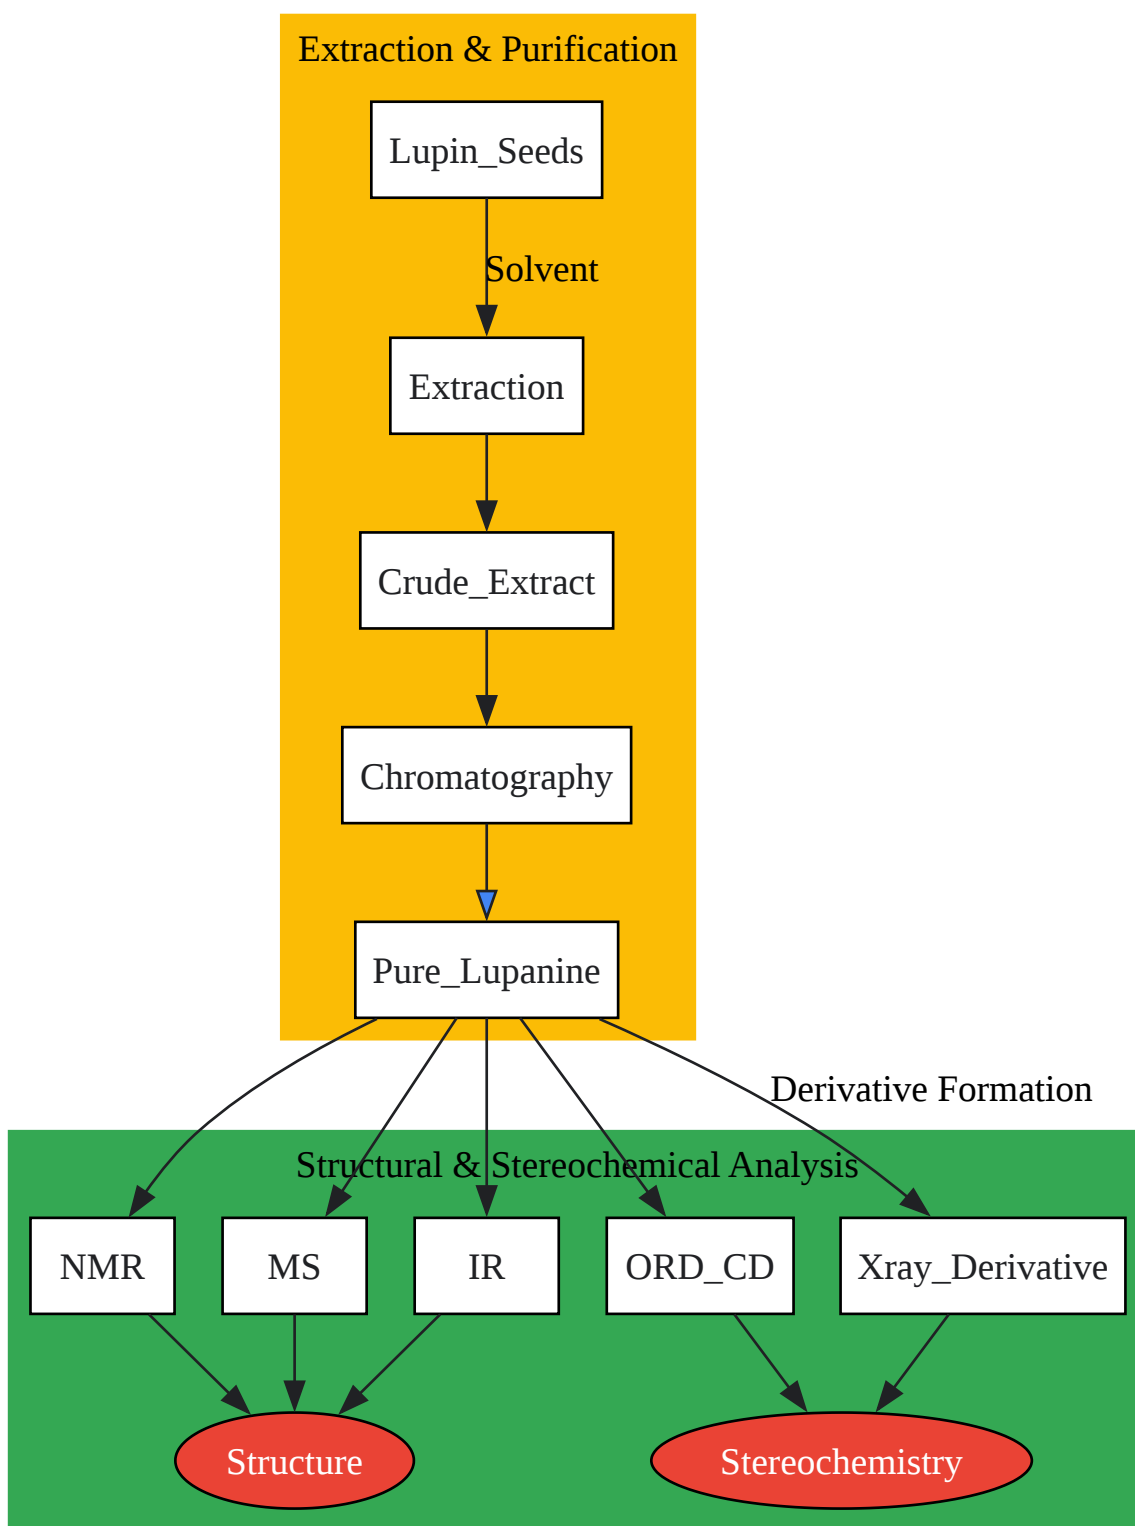 Extraction & Purification
Lupin_Seeds
Solvent
Extraction
Crude_Extract
Chromatography
Pure_Lupanine
Derivative Formation
Structural & Stereochemical Analysis
NMR
MS
IR
ORD_CD
Xray_Derivative
Structure
Stereochemistry